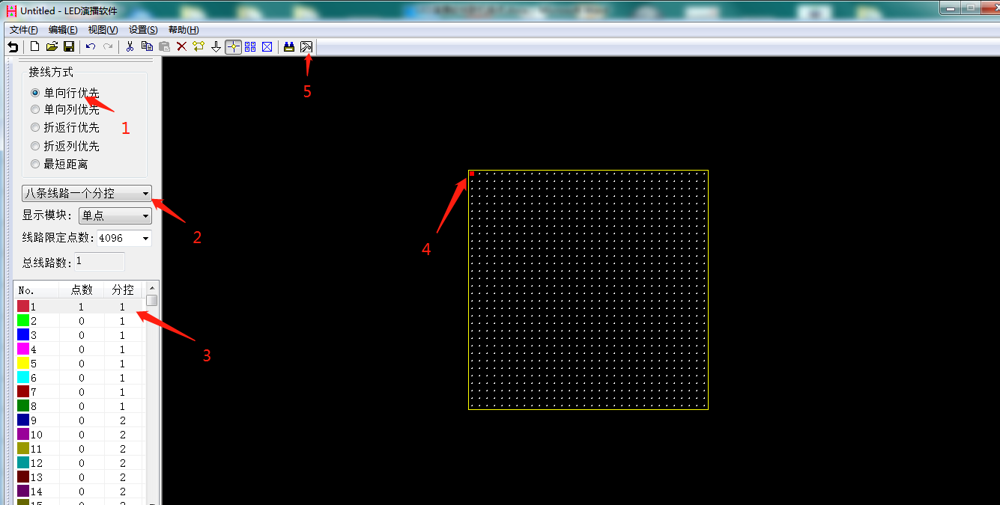 Untitled - LED演播软件
文件(F) 编辑(E) 视图(V) 设置(S) 帮助(H)
5
接线方式
单向行优先
1
单向列优先
折返行优先
折返列优先
最短距离
八条线路一个分控
2
显示模块: 单点
线路限定点数: 4096
总线路数: 1
4
No. 点数 分控
1 1 1
2 0 1
3 0 1
3
4 0 1
5 0 1
6 0 1
7 0 1
8 0 1
9 0 2
10 0 2
11 0 2
12 0 2
13 0 2
14 0 2
15 0 2